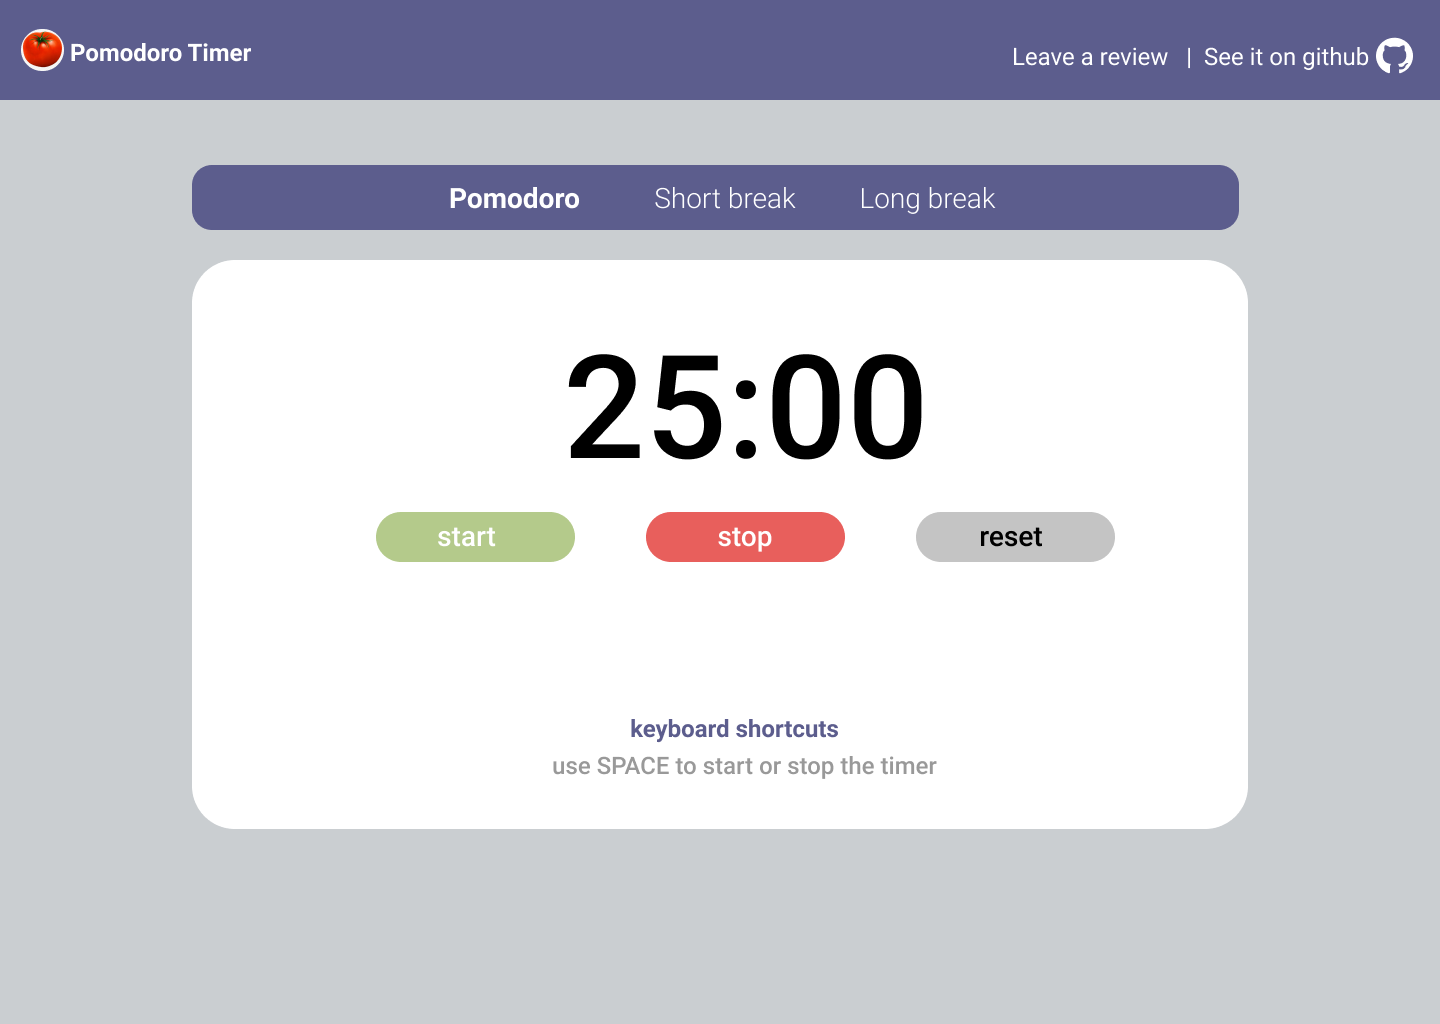 Pomodoro Timer
Leave a review | See it on github
Pomodoro Short break Long break
25:00
start stop reset
keyboard shortcuts
use SPACE to start or stop the timer